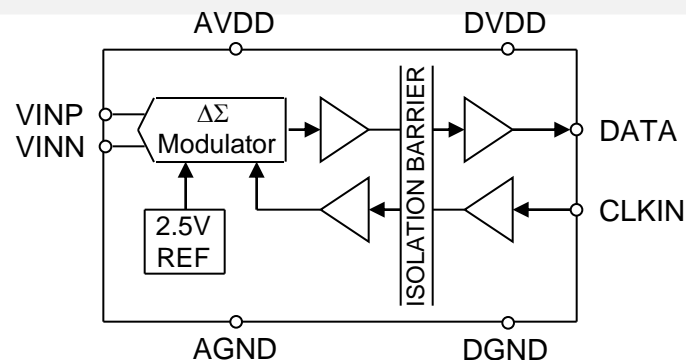 AVDD
DVDD
VINP
VINN
ΔΣ
Modulator
2.5V
REF
ISOLATION BARRIER
DATA
CLKIN
AGND
DGND